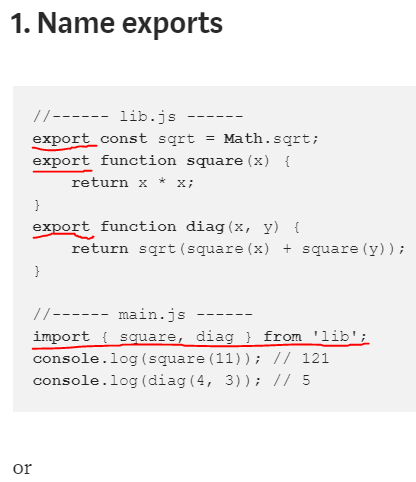 1. Name exports
//------ lib.js ------
export const sqrt = Math.sqrt;
export function square(x) {
    return x * x;
}
export function diag(x, y) {
    return sqrt(square(x) + square(y));
}
//------ main.js ------
import { square, diag } from 'lib';
console.log(square(11)); // 121
console.log(diag(4, 3)); // 5
or